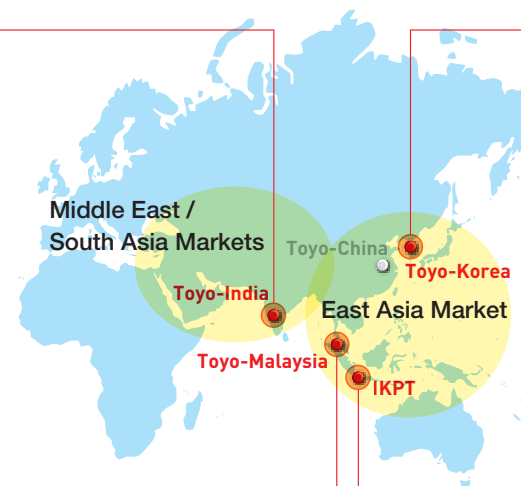 Middle East /
South Asia Markets
Toyo-China
Toyo-Korea
Toyo-India
East Asia Market
Toyo-Malaysia
IKPT